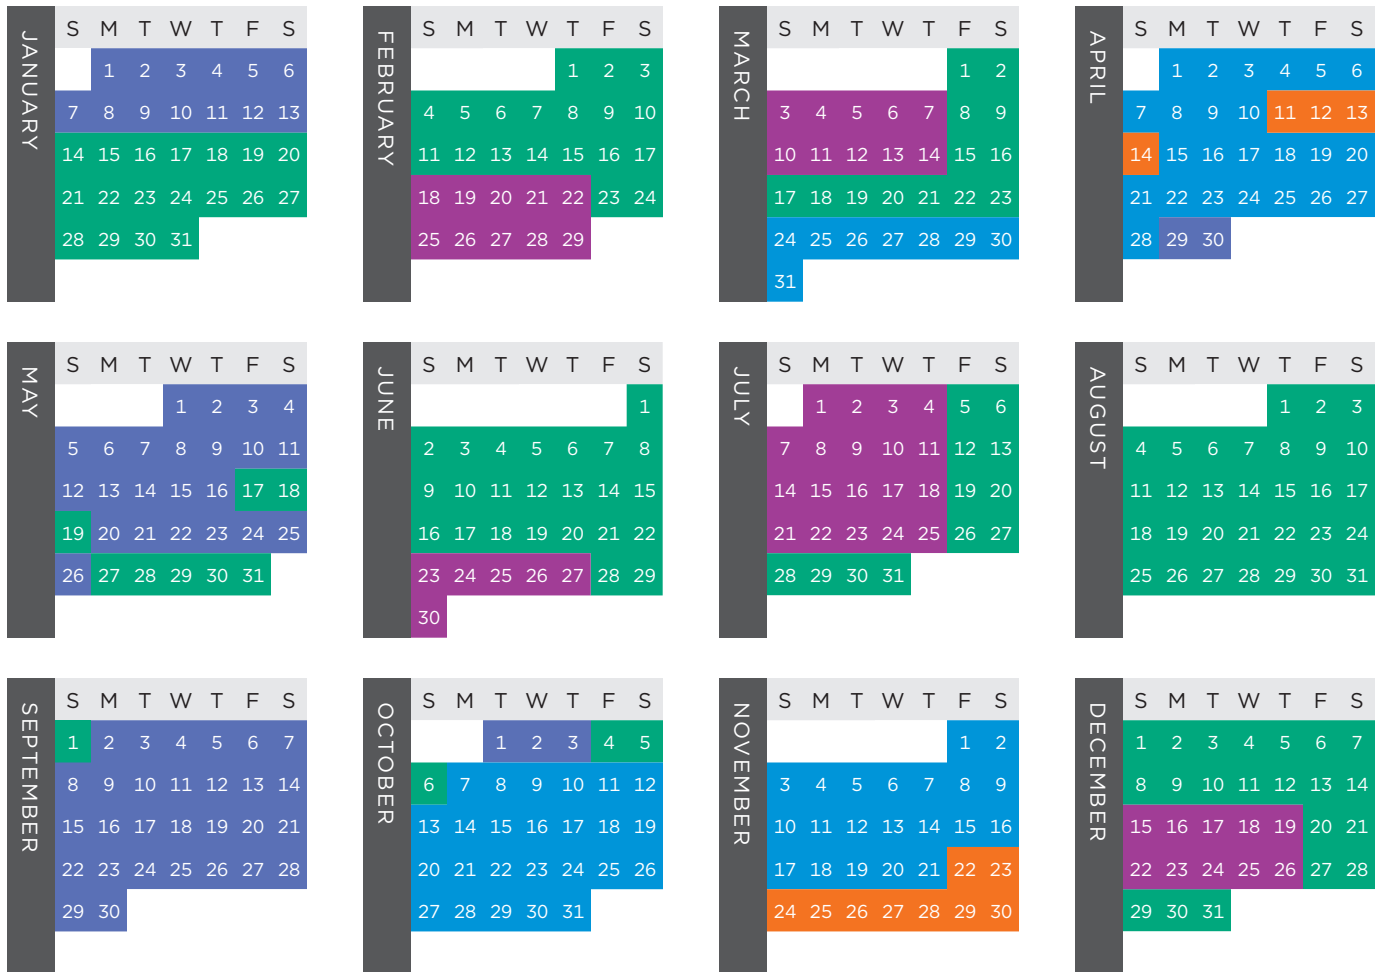 JANUARY
S M T W T F S
1 2 3 4 5 6
7 8 9 10 11 12 13
14 15 16 17 18 19 20
21 22 23 24 25 26 27
28 29 30 31
FEBRUARY
S M T W T F S
1 2 3
4 5 6 7 8 9 10
11 12 13 14 15 16 17
18 19 20 21 22 23 24
25 26 27 28 29
MARCH
S M T W T F S
1 2
3 4 5 6 7 8 9
10 11 12 13 14 15 16
17 18 19 20 21 22 23
24 25 26 27 28 29 30
31
APRIL
S M T W T F S
1 2 3 4 5 6
7 8 9 10 11 12 13
14 15 16 17 18 19 20
21 22 23 24 25 26 27
28 29 30
MAY
S M T W T F S
1 2 3 4
5 6 7 8 9 10 11
12 13 14 15 16 17 18
19 20 21 22 23 24 25
26 27 28 29 30 31
JUNE
S M T W T F S
1
2 3 4 5 6 7 8
9 10 11 12 13 14 15
16 17 18 19 20 21 22
23 24 25 26 27 28 29
30
JULY
S M T W T F S
1 2 3 4 5 6
7 8 9 10 11 12 13
14 15 16 17 18 19 20
21 22 23 24 25 26 27
28 29 30 31
AUGUST
S M T W T F S
1 2 3
4 5 6 7 8 9 10
11 12 13 14 15 16 17
18 19 20 21 22 23 24
25 26 27 28 29 30 31
SEPTEMBER
S M T W T F S
1 2 3 4 5 6 7
8 9 10 11 12 13 14
15 16 17 18 19 20 21
22 23 24 25 26 27 28
29 30
OCTOBER
S M T W T F S
1 2 3 4 5
6 7 8 9 10 11 12
13 14 15 16 17 18 19
20 21 22 23 24 25 26
27 28 29 30 31
NOVEMBER
S M T W T F S
1 2
3 4 5 6 7 8 9
10 11 12 13 14 15 16
17 18 19 20 21 22 23
24 25 26 27 28 29 30
DECEMBER
S M T W T F S
1 2 3 4 5 6 7
8 9 10 11 12 13 14
15 16 17 18 19 20 21
22 23 24 25 26 27 28
29 30 31